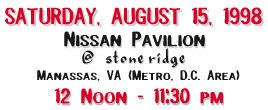 SATURDAY, AUGUST 15, 1998
NISSAN PAVILION
@ stone ridge
MANASSAS, VA (METRO, D.C. AREA)
12 NOON - 11:30 PM